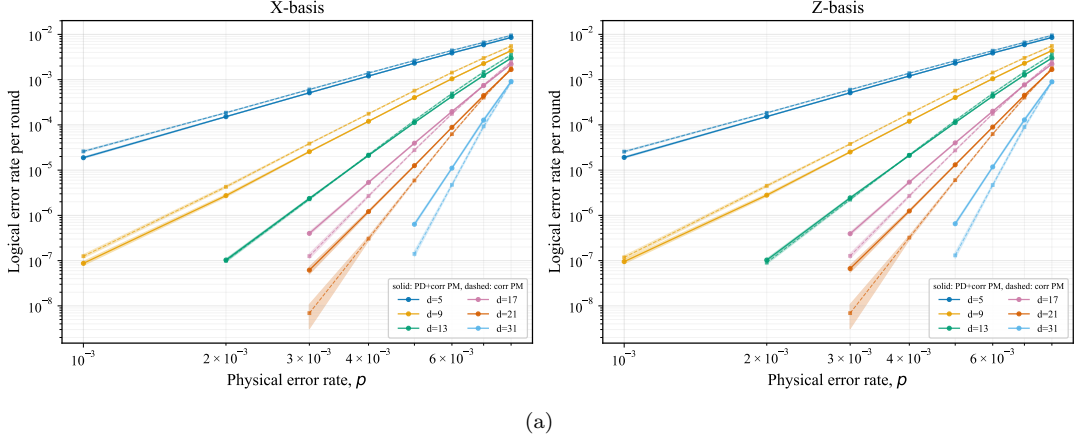 X-basis
Logical error rate per round
10⁻²
10⁻³
10⁻⁴
10⁻⁵
10⁻⁶
10⁻⁷
10⁻⁸
solid: PD+corr PM, dashed: corr PM
d=5 d=17
d=9 d=21
d=13 d=31
10⁻³ 2 × 10⁻³ 3 × 10⁻³ 4 × 10⁻³ 6 × 10⁻³
Physical error rate, p
Z-basis
Logical error rate per round
10⁻²
10⁻³
10⁻⁴
10⁻⁵
10⁻⁶
10⁻⁷
10⁻⁸
solid: PD+corr PM, dashed: corr PM
d=5 d=17
d=9 d=21
d=13 d=31
10⁻³ 2 × 10⁻³ 3 × 10⁻³ 4 × 10⁻³ 6 × 10⁻³
Physical error rate, p
(a)